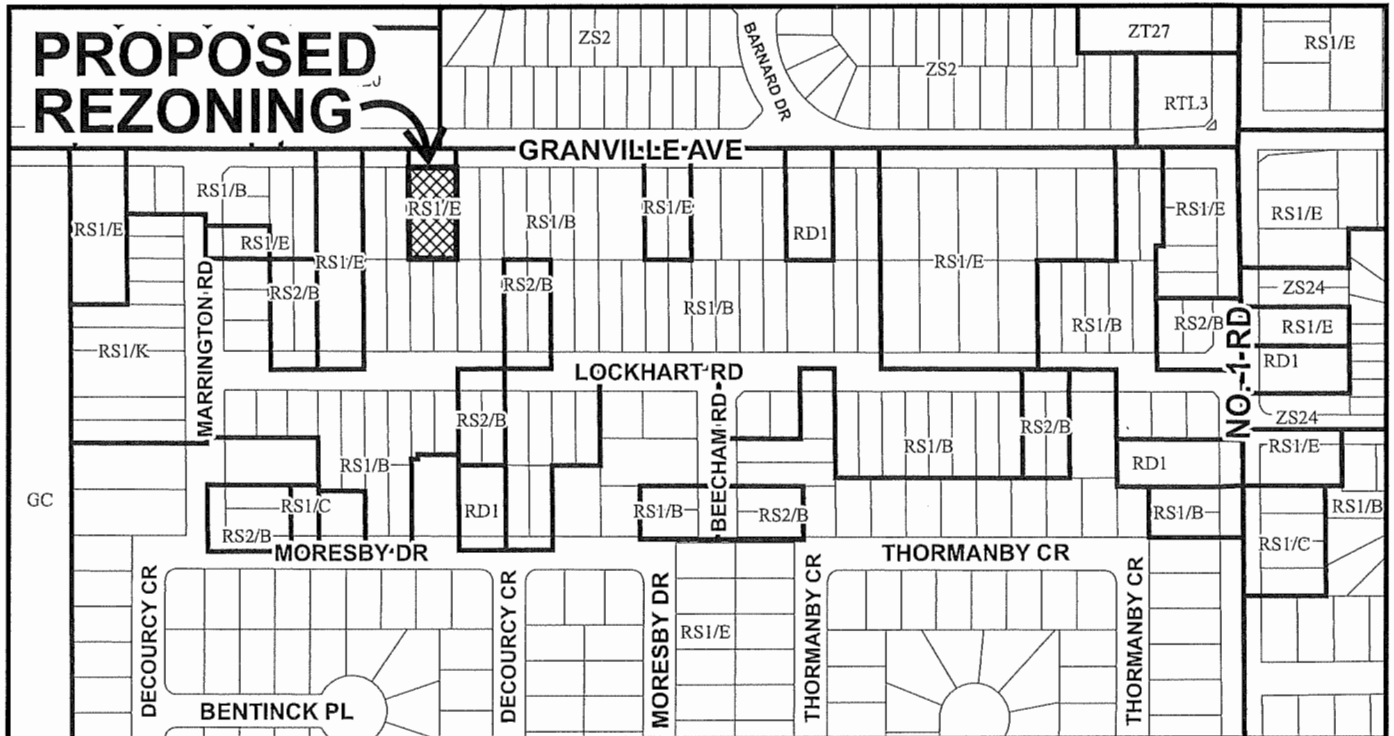 PROPOSED
REZONING
ZS2
BARNARD DR
ZS2
ZT27
RTL3
RS1/E
GRANVILLE AVE
RS1/E
RS1/B
RS1/E
RS2/B
RS1/E
RS1/E
RS1/B
RS2/B
RS1/E
RS1/B
RD1
RS1/E
RS1/B
RS1/E
RS2/B
RS1/E
ZS24
RS1/E
RD1
ZS24
RS1/K
MARRINGTON RD
LOCKHART RD
NO. 1 RD
GC
RS1/B
RS2/B
RD1
RS1/C
RS2/B
BEECHAM RD
RS1/B
RS2/B
RS1/B
RS2/B
RD1
RS1/B
RS1/E
RS1/B
RS1/C
MORESBY DR
THORMANBY CR
DECOURCY CR
DECOURCY CR
MORESBY DR
RS1/E
THORMANBY CR
THORMANBY CR
BENTINCK PL